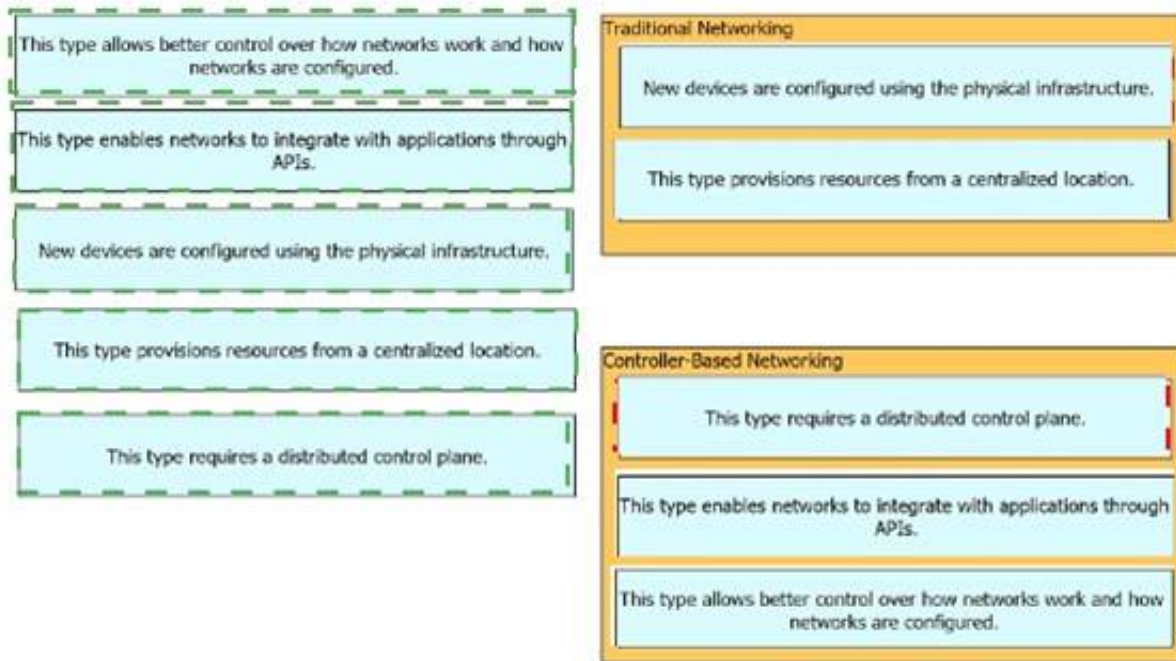 This type allows better control over how networks work and how
networks are configured.
This type enables networks to integrate with applications through
APIs.
New devices are configured using the physical infrastructure.
This type provisions resources from a centralized location.
This type requires a distributed control plane.
Traditional Networking
New devices are configured using the physical infrastructure.
This type provisions resources from a centralized location.
Controller-Based Networking
This type requires a distributed control plane.
This type enables networks to integrate with applications through
APIs.
This type allows better control over how networks work and how
networks are configured.